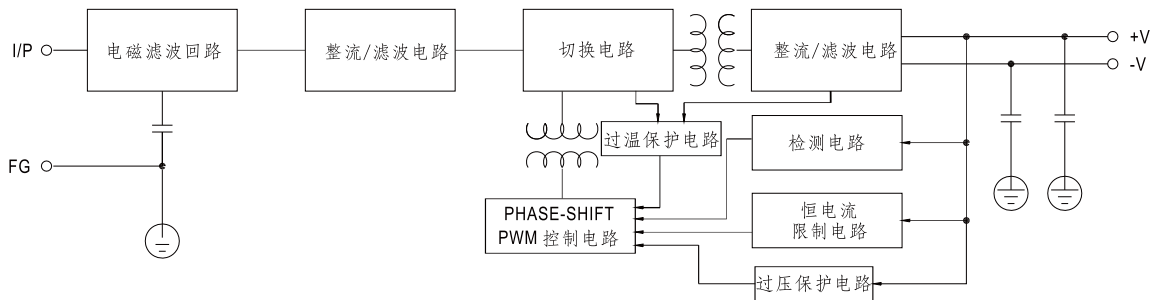 I/P
电磁滤波回路
整流/滤波电路
切换电路
整流/滤波电路
+V
-V
过温保护电路
检测电路
FG
PHASE-SHIFT
PWM 控制电路
恒电流
限制电路
过压保护电路